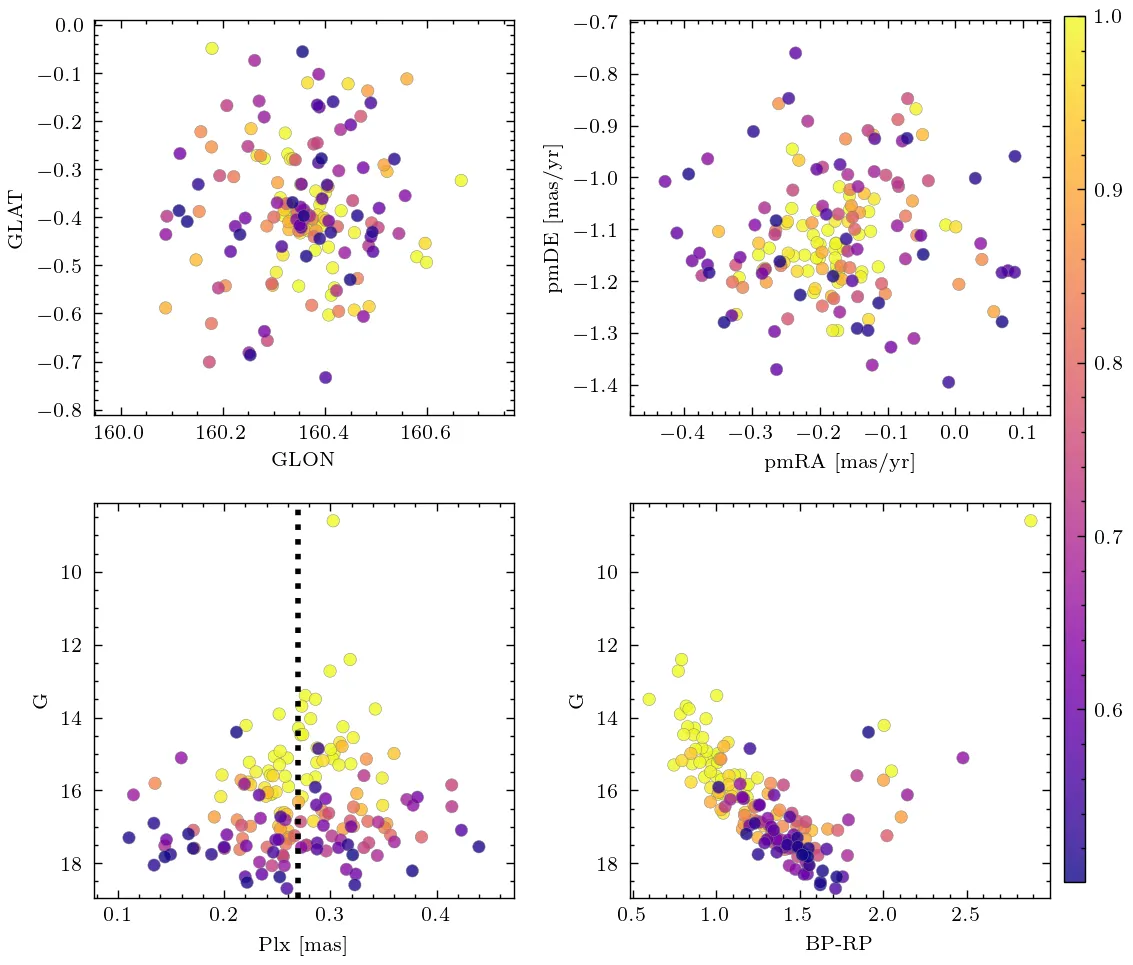 0.0
−0.1
−0.2
−0.3
−0.4
−0.5
−0.6
−0.7
−0.8
GLAT
160.0 160.2 160.4 160.6
GLON
−0.7
−0.8
−0.9
−1.0
−1.1
−1.2
−1.3
−1.4
pmDE [mas/yr]
−0.4 −0.3 −0.2 −0.1 0.0 0.1
pmRA [mas/yr]
10
12
14
16
18
G
0.1 0.2 0.3 0.4
Plx [mas]
10
12
14
16
18
G
0.5 1.0 1.5 2.0 2.5
BP-RP
1.0
0.9
0.8
0.7
0.6